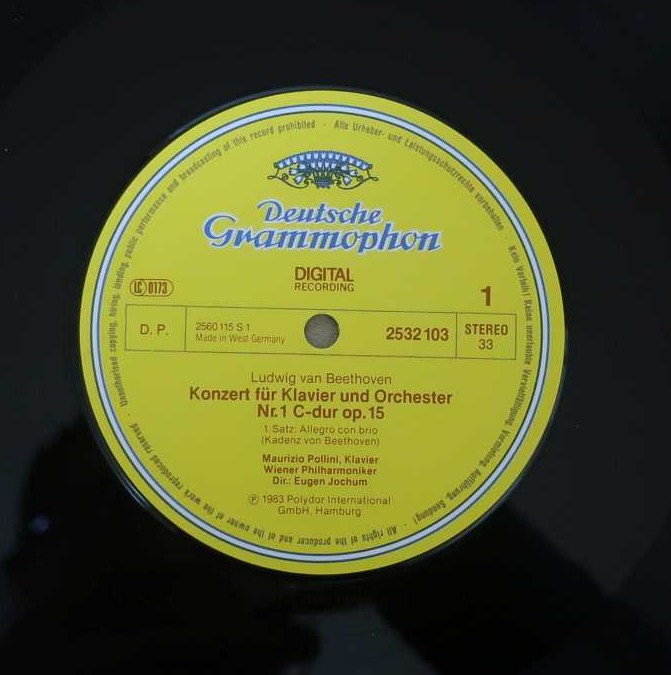 Alle Urheber- und Leistungsschutzrechte vorbehalten · Kein Verleih! Keine unerlaubte Vervielfältigung, Vermietung, Aufführung, Sendung! ·
All rights of the producer and of the owner of the work reproduced reserved · Unauthorised copying, hiring, lending, public performance and broadcasting of this record prohibited ·
Deutsche
Grammophon
DIGITAL
RECORDING
LC 0173
1
D. P.
2560 115 S 1
Made in West Germany
2532 103
STEREO
33
Ludwig van Beethoven
Konzert für Klavier und Orchester
Nr.1 C-dur op.15
1. Satz: Allegro con brio
(Kadenz von Beethoven)
Maurizio Pollini, Klavier
Wiener Philharmoniker
Dir.: Eugen Jochum
Ⓟ 1983 Polydor International
GmbH, Hamburg